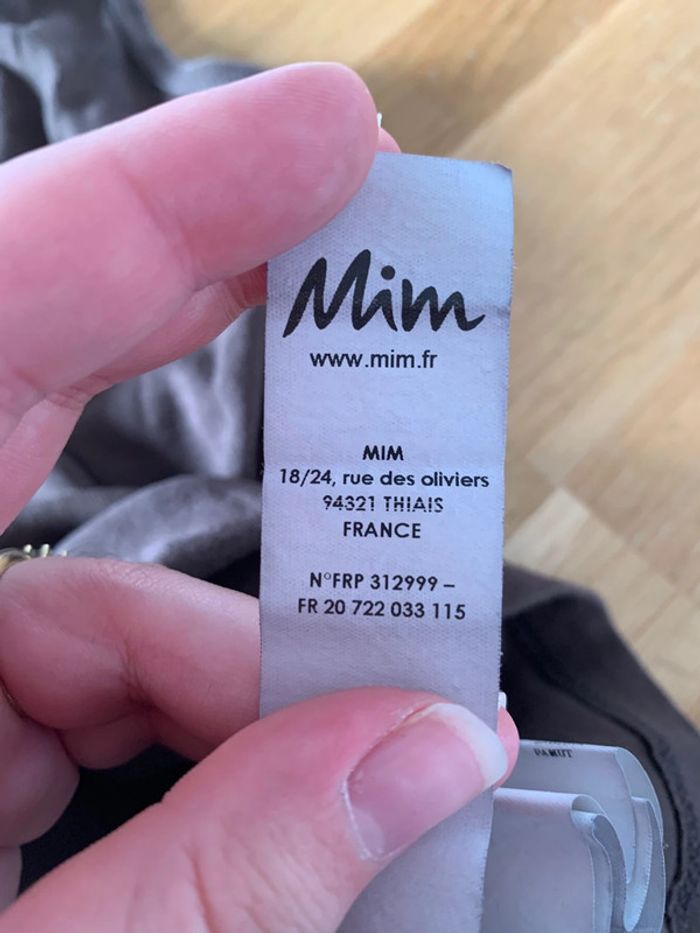 Mim
www.mim.fr
MIM
18/24, rue des oliviers
94321 THIAIS
FRANCE
N°FRP 312999 –
FR 20 722 033 115
PAMUT